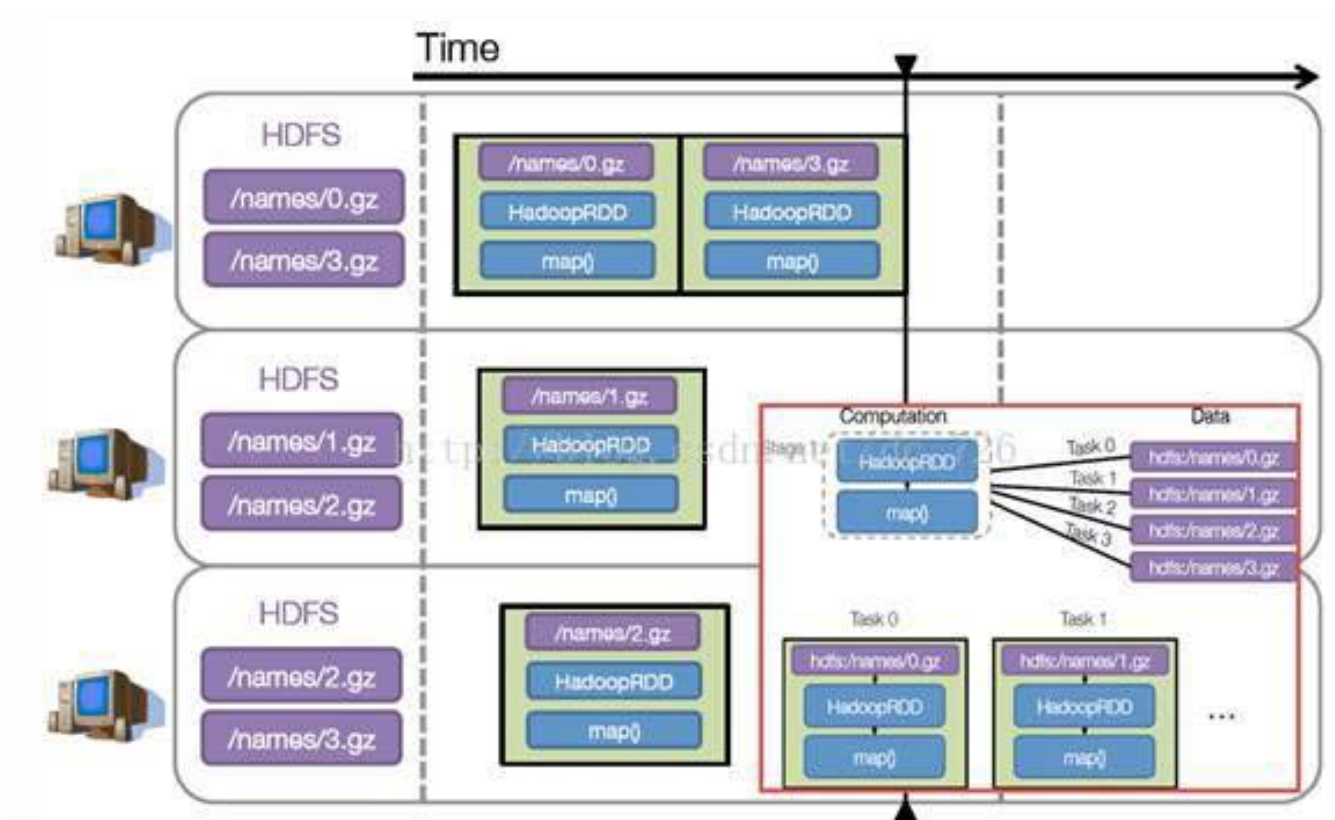 Time
HDFS
/names/0.gz
/names/3.gz
/names/0.gz
HadoopRDD
map()
/names/3.gz
HadoopRDD
map()
HDFS
/names/1.gz
/names/2.gz
/names/1.gz
HadoopRDD
map()
Computation
Data
Stage 1
HadoopRDD
map()
Task 0
Task 1
Task 2
Task 3
hdfs:/names/0.gz
hdfs:/names/1.gz
hdfs:/names/2.gz
hdfs:/names/3.gz
HDFS
/names/2.gz
/names/3.gz
/names/2.gz
HadoopRDD
map()
Task 0
hdfs:/names/0.gz
HadoopRDD
map()
Task 1
hdfs:/names/1.gz
HadoopRDD
map()
...